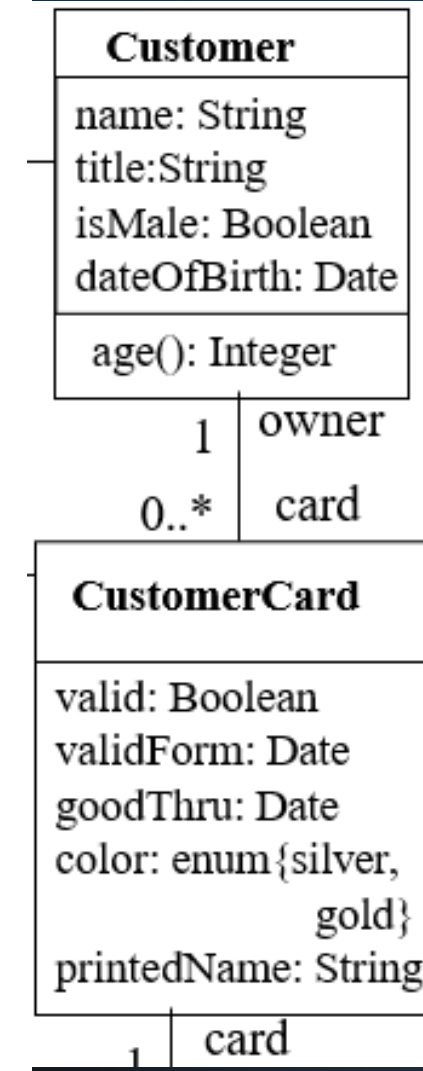 Customer
name: String
title:String
isMale: Boolean
dateOfBirth: Date
age(): Integer
owner
1
0..*
card
CustomerCard
valid: Boolean
validForm: Date
goodThru: Date
color: enum{silver,
gold}
printedName: String
card
1